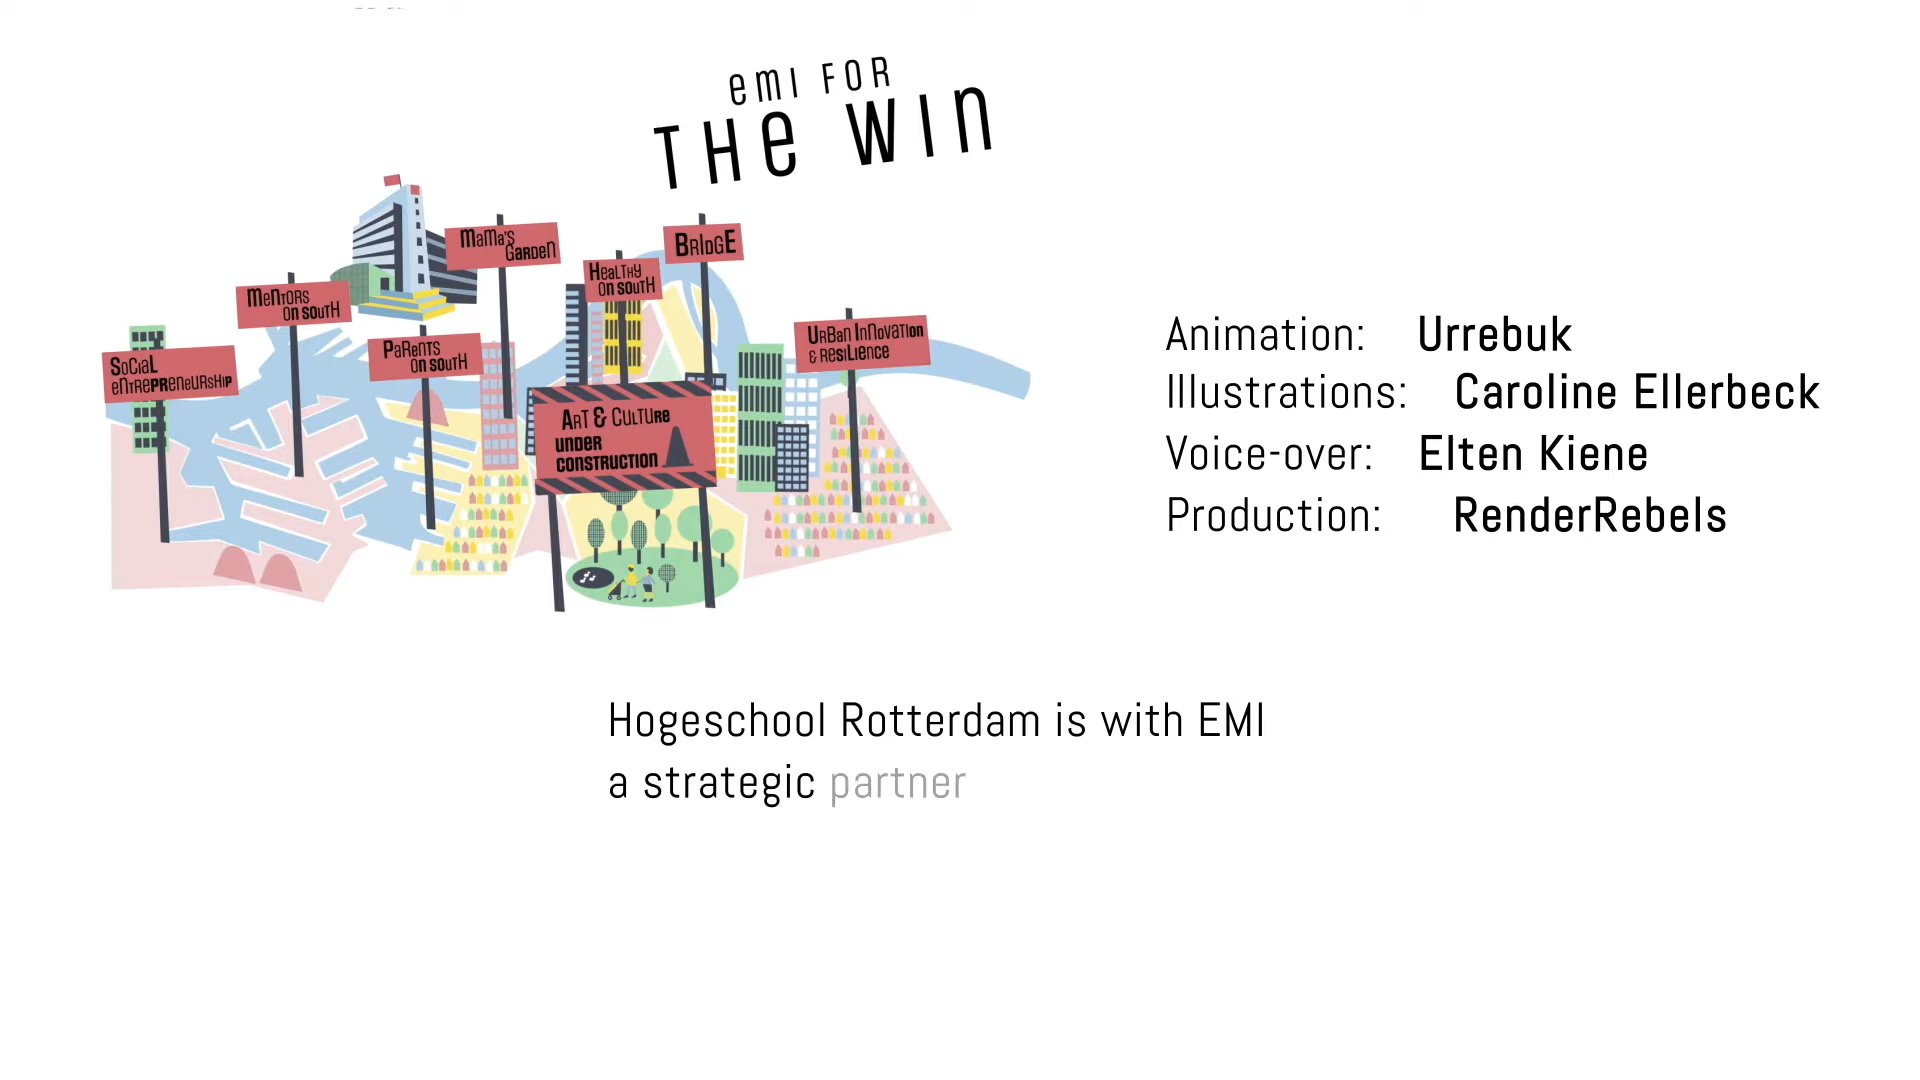 emi FOR
THe WIn
MaMa's
GaRDen
BRIDGE
HeaLTHy
on souTH
MenTORS
on souTH
SoCiaL
enTRePReneuRsHiP
PaRenTS
on souTH
URBan InnovaTion
& ResiLience
ART & CuLTuRe
UNDER
CONSTRUCTION
Animation: Urrebuk
Illustrations: Caroline Ellerbeck
Voice-over: Elten Kiene
Production: RenderRebels
Hogeschool Rotterdam is with EMI
a strategic partner